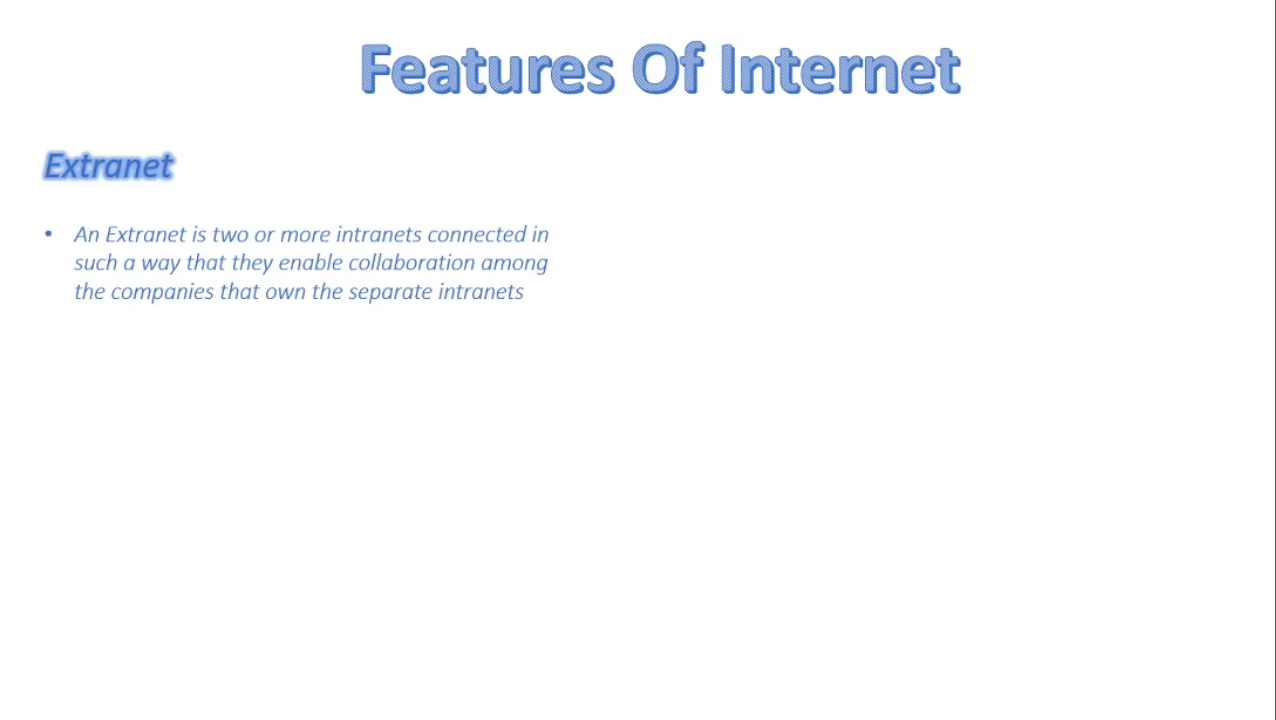 Features Of Internet
Extranet
• An Extranet is two or more intranets connected in
such a way that they enable collaboration among
the companies that own the separate intranets